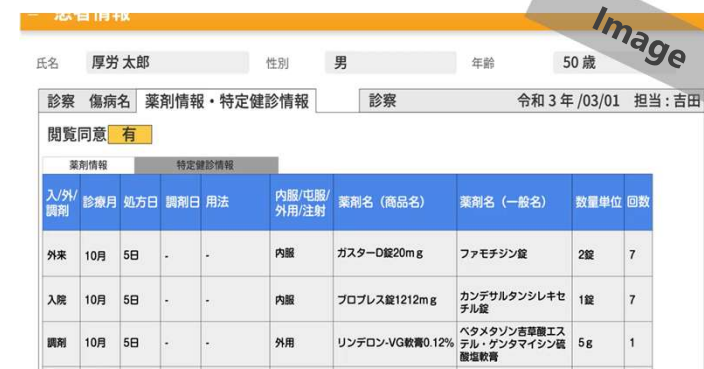 患者情報
Image
氏名 厚労 太郎 性別 男 年齢 50 歳
診察 傷病名 薬剤情報・特定健診情報 診察 令和 3 年 /03/01 担当 : 吉田
閲覧同意 有
薬剤情報 特定健診情報
入/外/調剤 診療月 処方日 調剤日 用法 内服/屯服/外用/注射 薬剤名（商品名） 薬剤名（一般名） 数量単位 回数
外来 10月 5日 - - 内服 ガスターD錠20mg ファモチジン錠 2錠 7
入院 10月 5日 - - 内服 ブロプレス錠1212mg カンデサルタンシレキセチル錠 1錠 7
調剤 10月 5日 - - 外用 リンデロン-VG軟膏0.12% ベタメタゾン吉草酸エステル・ゲンタマイシン硫酸塩軟膏 5g 1